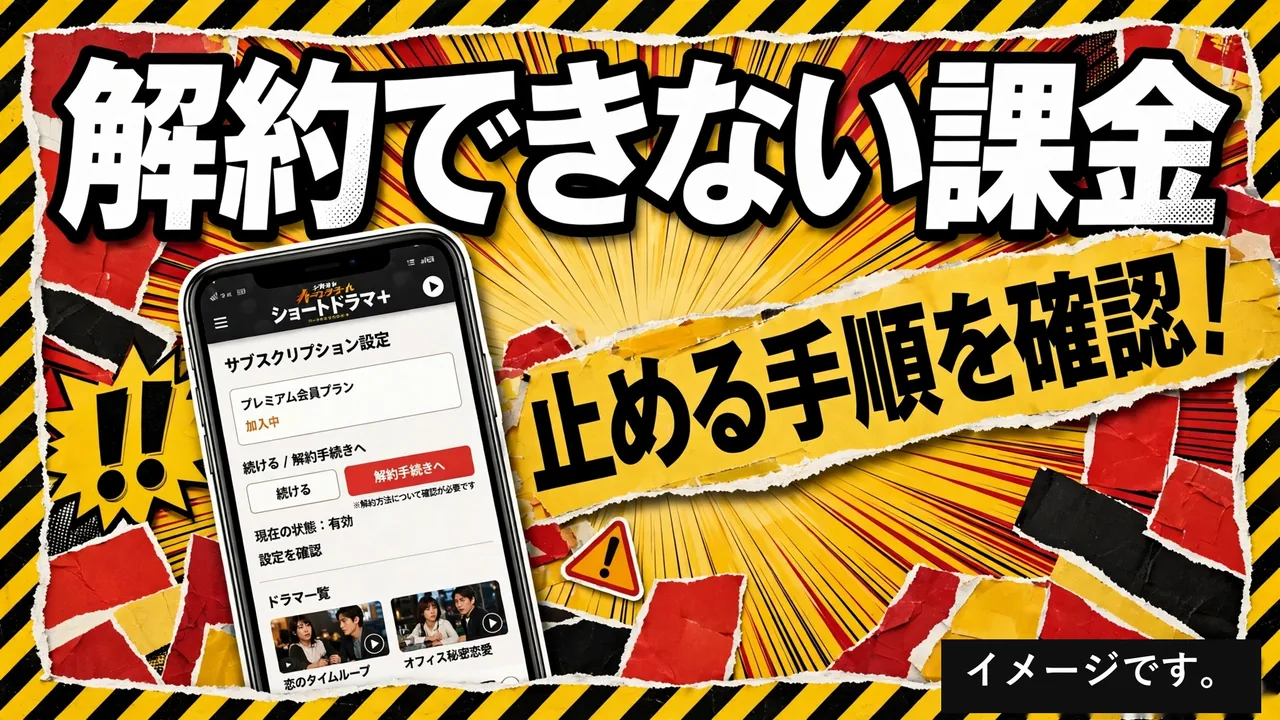 解約できない課金
止める手順を確認!
ショートドラマ+
サブスクリプション設定
プレミアム会員プラン
加入中
続ける / 解約手続きへ
続ける
解約手続きへ
※解約方法について確認が必要です
現在の状態:有効
設定を確認
ドラマ一覧
恋のタイムループ
オフィス秘密恋愛
イメージです。